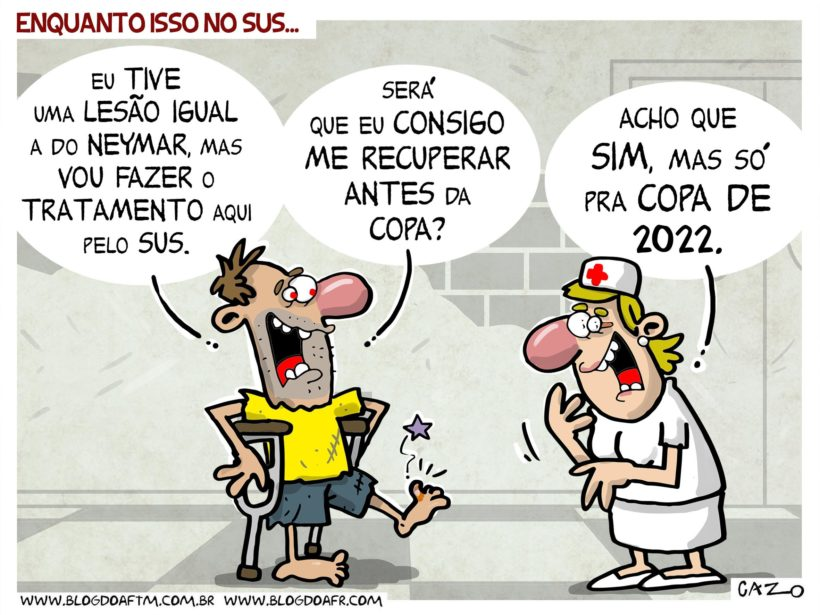 ENQUANTO ISSO NO SUS...
EU TIVE
UMA LESÃO IGUAL
A DO NEYMAR, MAS
VOU FAZER O
TRATAMENTO AQUI
PELO SUS.
SERÁ
QUE EU CONSIGO
ME RECUPERAR
ANTES DA
COPA?
ACHO QUE
SIM, MAS SÓ
PRA COPA DE
2022.
WWW.BLOGDOAFTM.COM.BR WWW.BLOGDOAFR.COM
CAZO